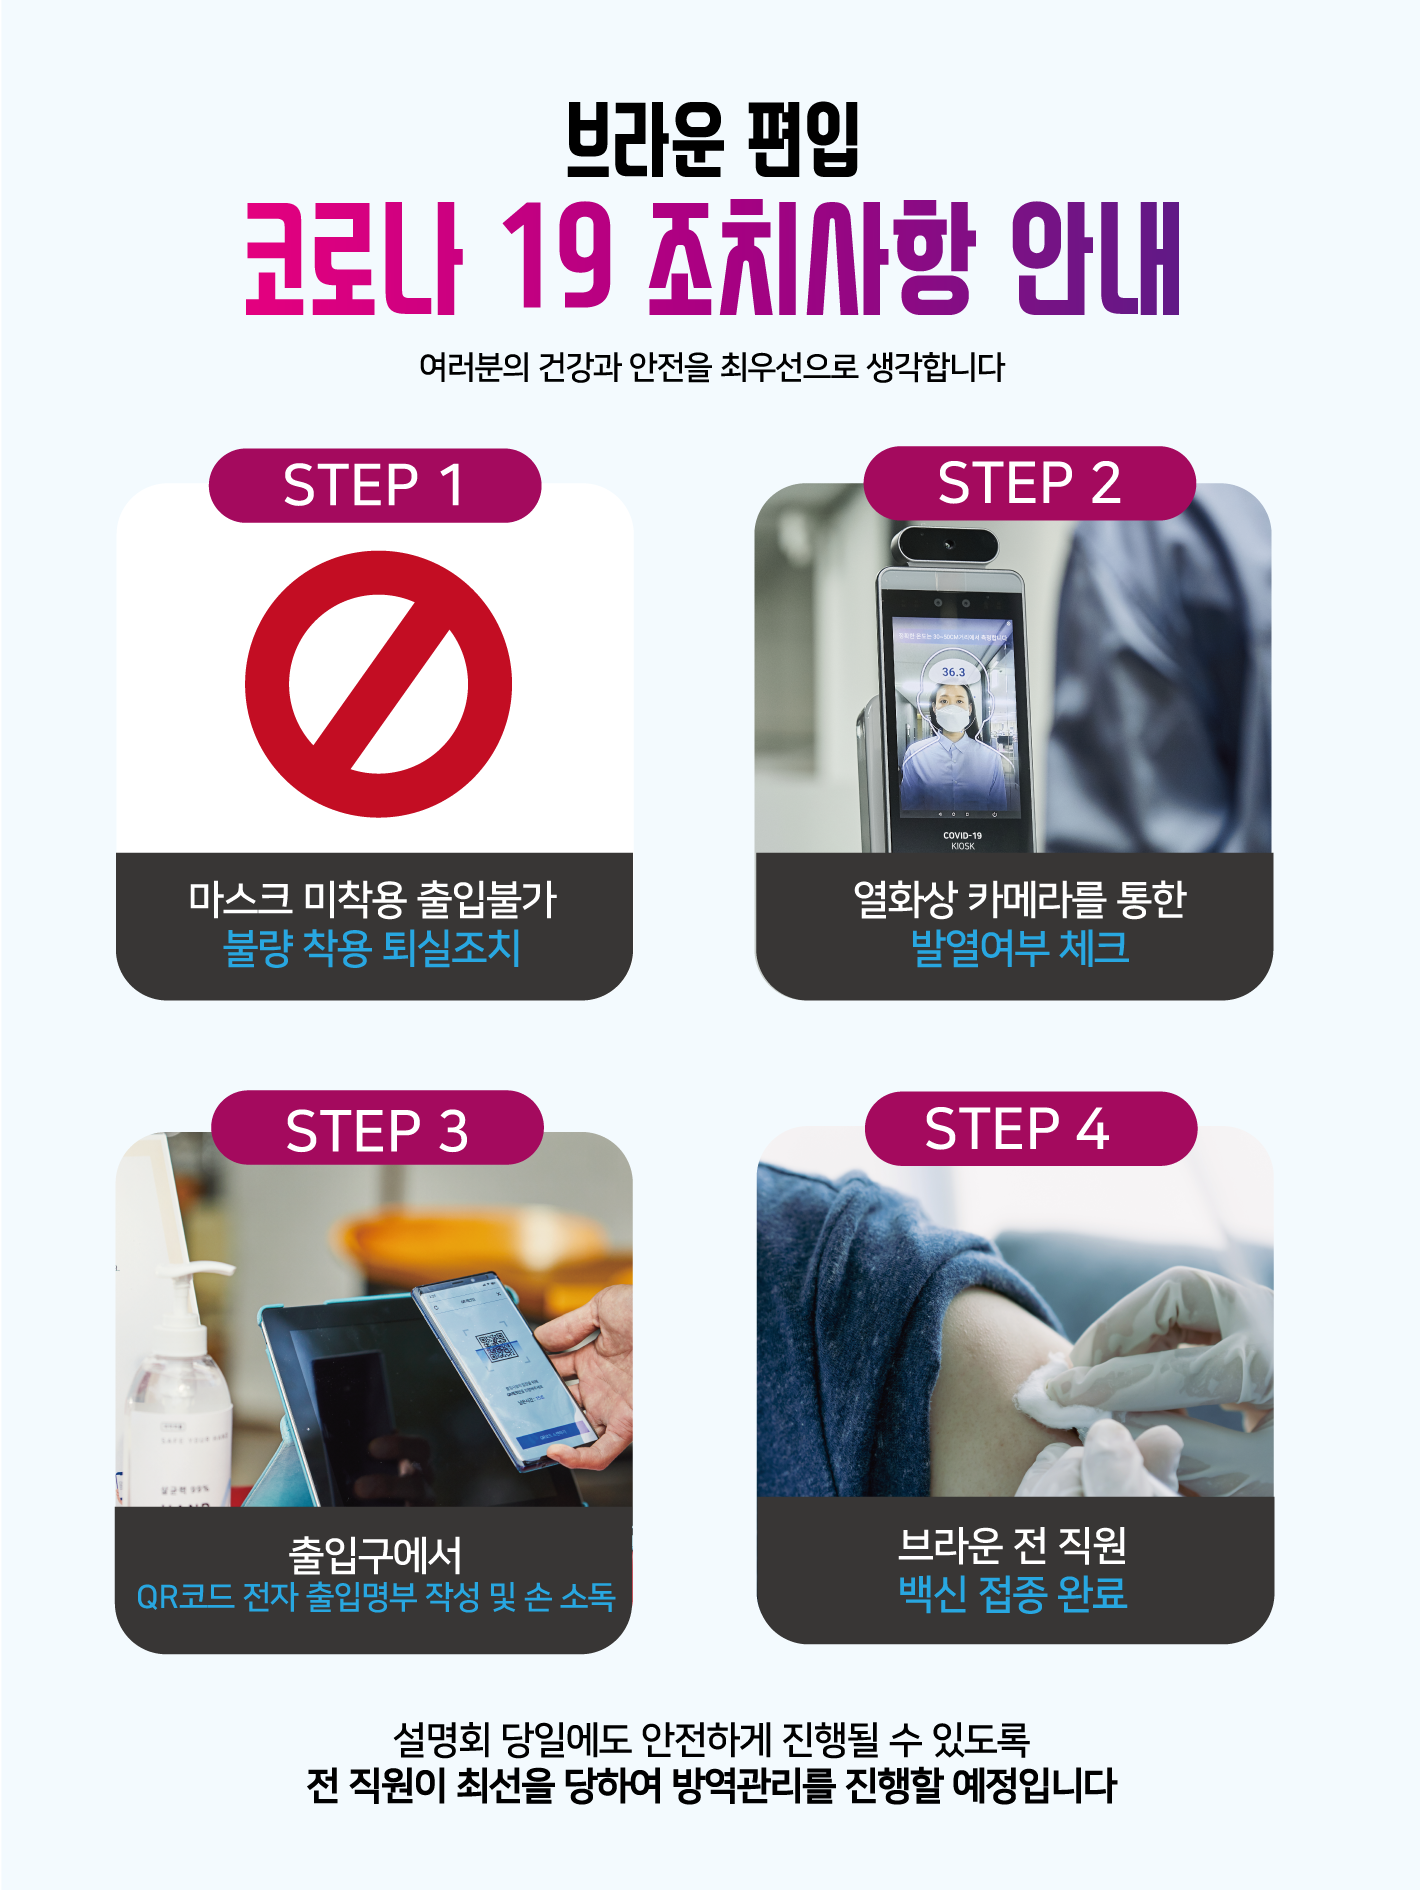 브라운 편입
코로나 19 조치사항 안내
여러분의 건강과 안전을 최우선으로 생각합니다
STEP 1
마스크 미착용 출입불가
불량 착용 퇴실조치
STEP 2
36.3
COVID-19
KIOSK
열화상 카메라를 통한
발열여부 체크
STEP 3
SAFE YOUR HAND
살균력 99%
HAND
출입구에서
QR코드 전자 출입명부 작성 및 손 소독
STEP 4
브라운 전 직원
백신 접종 완료
설명회 당일에도 안전하게 진행될 수 있도록
전 직원이 최선을 당하여 방역관리를 진행할 예정입니다